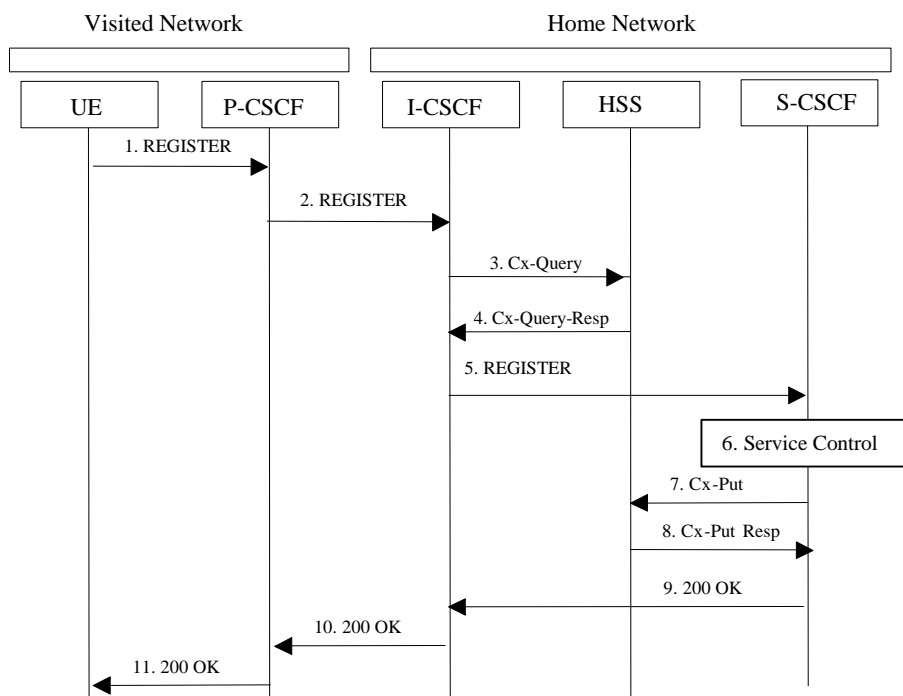 Visited Network
Home Network
UE
P-CSCF
I-CSCF
HSS
S-CSCF
1. REGISTER
2. REGISTER
3. Cx-Query
4. Cx-Query-Resp
5. REGISTER
6. Service Control
7. Cx-Put
8. Cx-Put Resp
9. 200 OK
10. 200 OK
11. 200 OK